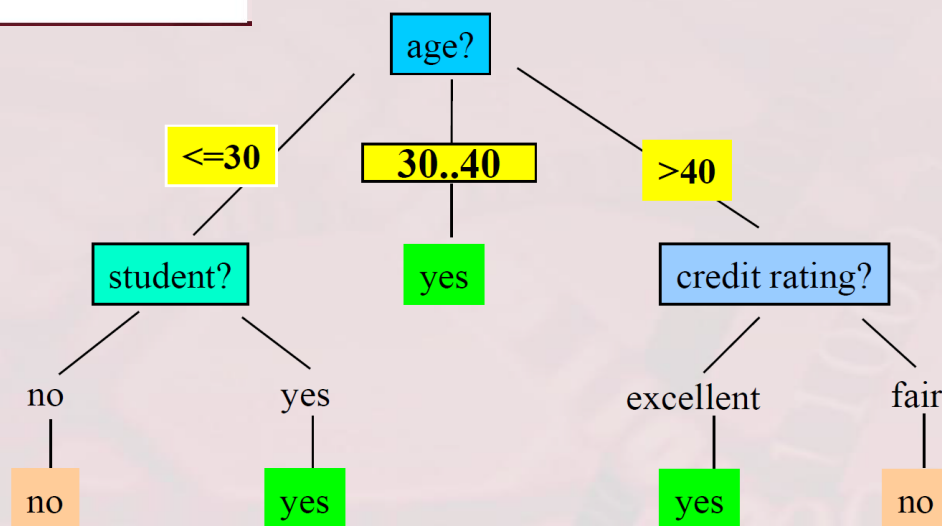 age?
<=30
30..40
>40
student?
yes
credit rating?
no
yes
excellent
fair
no
yes
yes
no